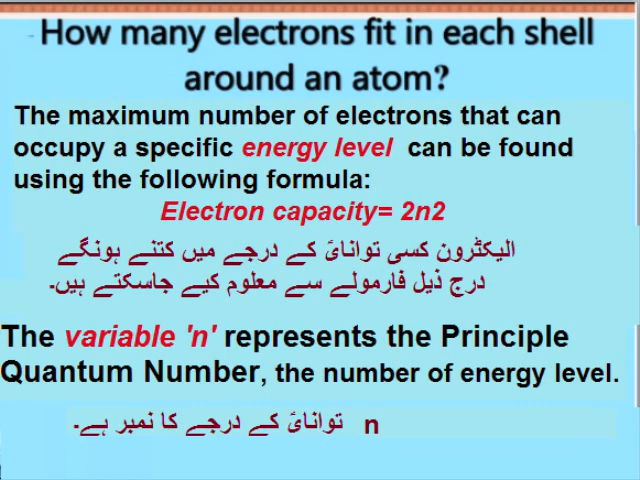 How many electrons fit in each shell
around an atom?
The maximum number of electrons that can
occupy a specific energy level can be found
using the following formula:
Electron capacity= 2n2
الیکٹرون کسی توانائَ کے درجے میں کتنے ہونگے
درج ذیل فارمولے سے معلوم کیے جاسکتے ہیں۔
The variable 'n' represents the Principle
Quantum Number, the number of energy level.
n توانائَ کے درجے کا نمبر ہے۔